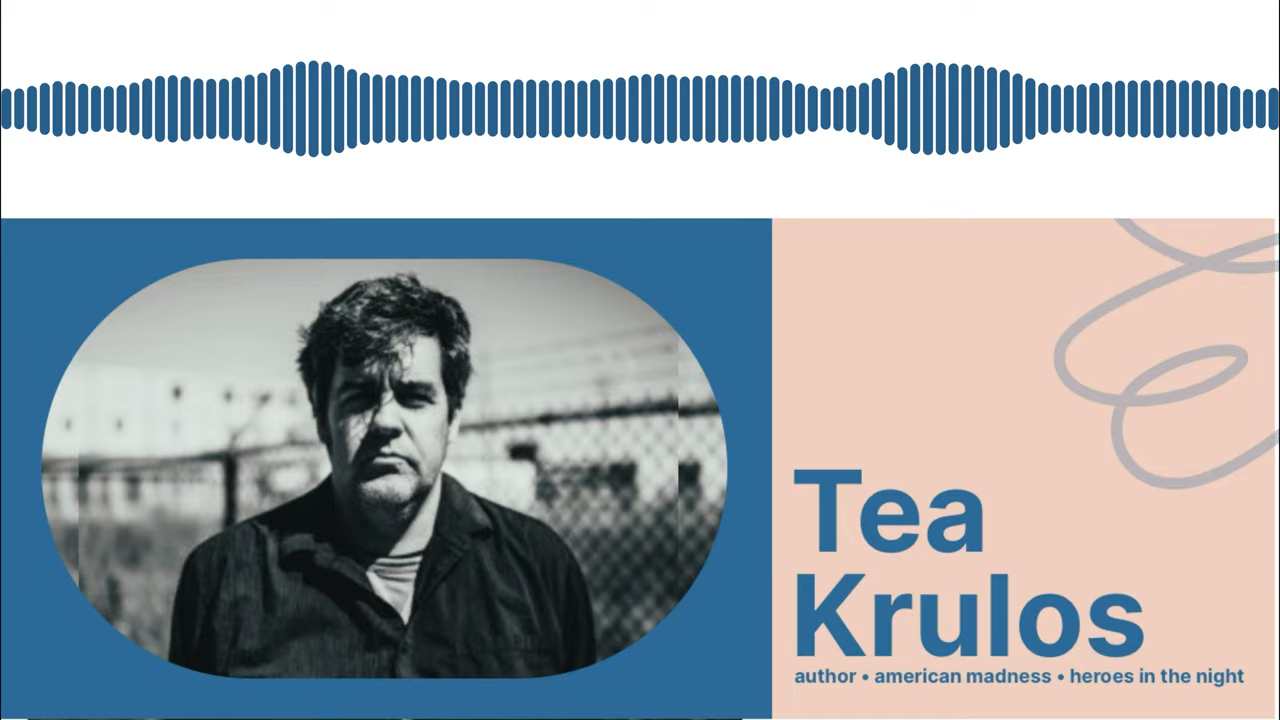 Tea
Krulos
author • american madness • heroes in the night